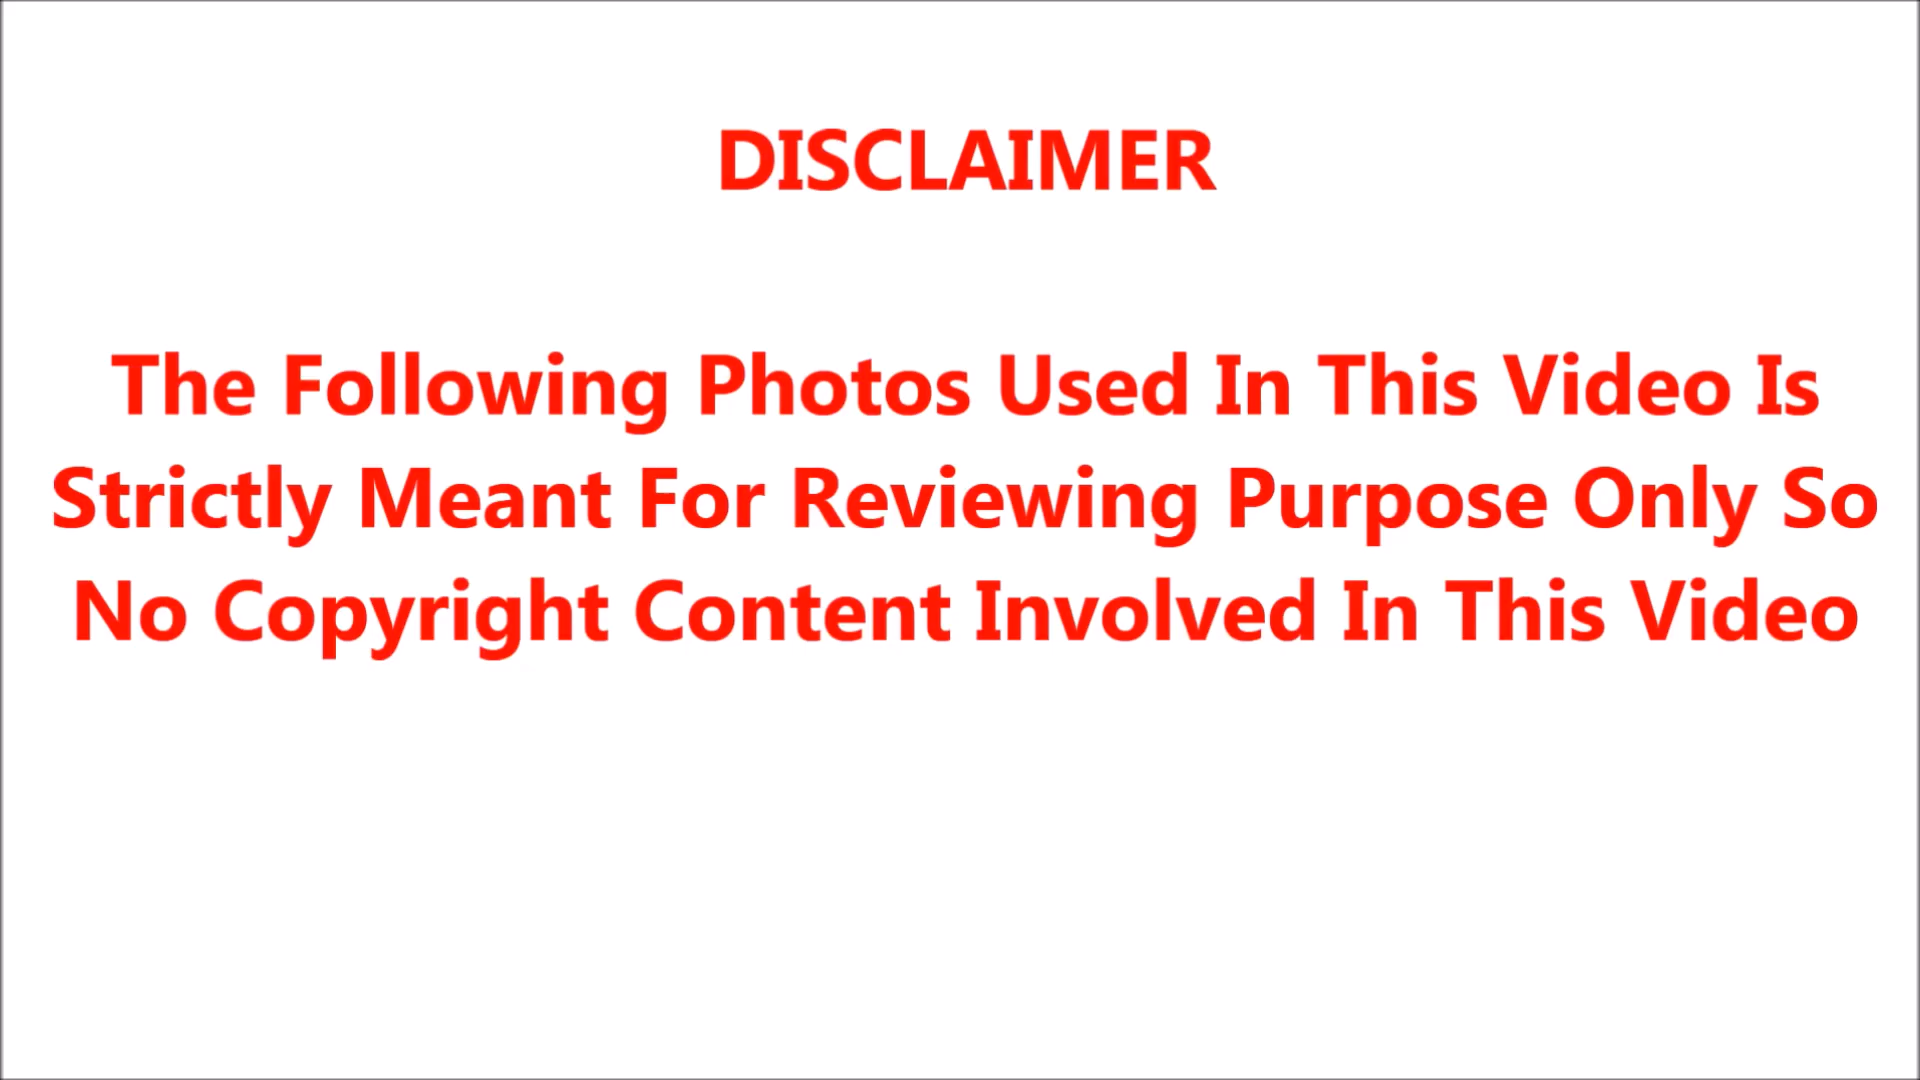 DISCLAIMER
The Following Photos Used In This Video Is
Strictly Meant For Reviewing Purpose Only So
No Copyright Content Involved In This Video